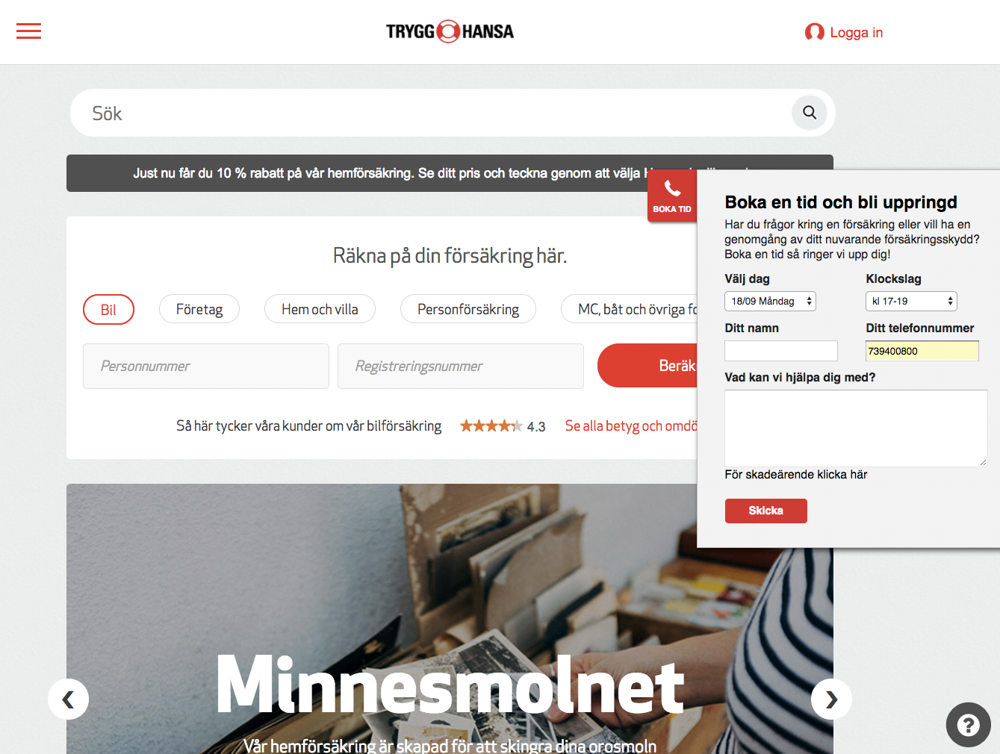 TRYGG HANSA
Logga in
Sök
Just nu får du 10 % rabatt på vår hemförsäkring. Se ditt pris och teckna genom att välja
BOKA TID
Räkna på din försäkring här.
Bil
Företag
Hem och villa
Personförsäkring
MC, båt och övriga fo
Personnummer
Registreringsnummer
Beräk
Så här tycker våra kunder om vår bilförsäkring
4.3
Se alla betyg och omdö
Boka en tid och bli uppringd
Har du frågor kring en försäkring eller vill ha en
genomgång av ditt nuvarande försäkringsskydd?
Boka en tid så ringer vi upp dig!
Välj dag
Klockslag
18/09 Måndag
kl 17-19
Ditt namn
Ditt telefonnummer
739400800
Vad kan vi hjälpa dig med?
För skadeärende klicka här
Skicka
Minnesmolnet
Vår hemförsäkring är skapad för att skingra dina orosmoln